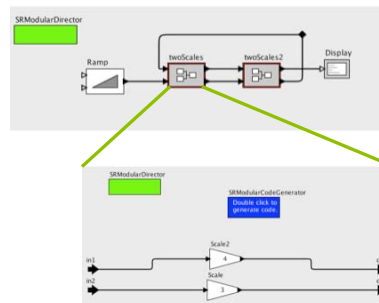 SRModularDirector
twoScales
twoScales2
Display
Ramp
SRModularDirector
SRModularCodeGenerator
Double click to
generate code.
Scale2
in1
4
in2
Scale
3